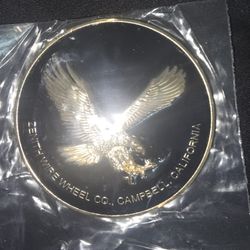 ZENITH WIRE WHEEL CO., CAMPBELL, CALIFORNIA